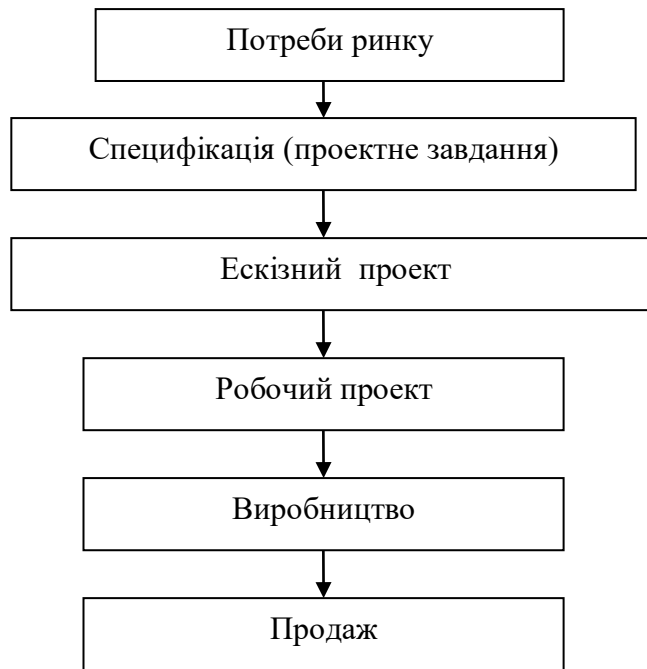 Потреби ринку
Специфікація (проектне завдання)
Ескізний проект
Робочий проект
Виробництво
Продаж